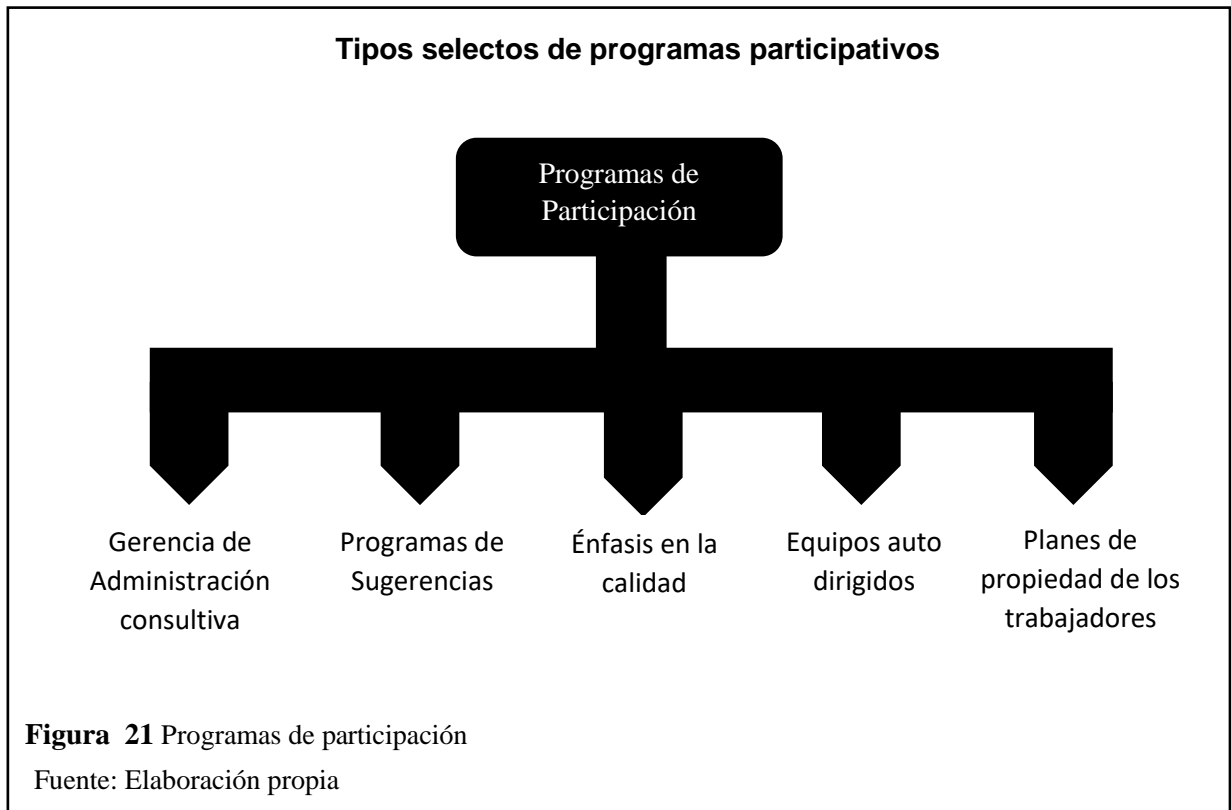 Tipos selectos de programas participativos
Programas de
Participación
Gerencia de
Administración
consultiva
Programas de
Sugerencias
Énfasis en la
calidad
Equipos auto
dirigidos
Planes de
propiedad de los
trabajadores
Figura 21 Programas de participación
Fuente: Elaboración propia